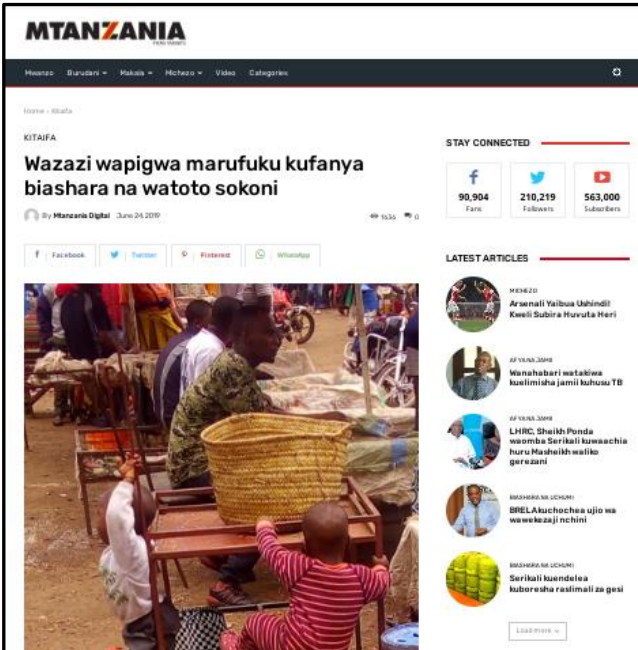 MTANZANIA
Mwanzo Burudani Makala Michezo Video Categories
Home › Kitaifa
KITAIFA
Wazazi wapigwa marufuku kufanya
biashara na watoto sokoni
By Mtanzania Digital June 24, 2019
0
Facebook Twitter Pinterest WhatsApp
STAY CONNECTED
90,904 210,219 563,000
Fans Followers Subscribers
LATEST ARTICLES
MICHEZO
Arsenali Yaibua Ushindi!
Kweli Subira Huvuta Heri
AFYA NA JAMII
Wanahabari watakiwa
kuelimisha jamii kuhusu TB
AFYA NA JAMII
LHRC, Sheikh Ponda
waomba Serikali kuwaachia
huru Masheikh waliko
gerezani
BIASHARA NA UCHUMI
BRELA kuchochea ujio wa
wawekezaji nchini
BIASHARA NA UCHUMI
Serikali kuendelea
kuboresha raslimali za gesi
Load more